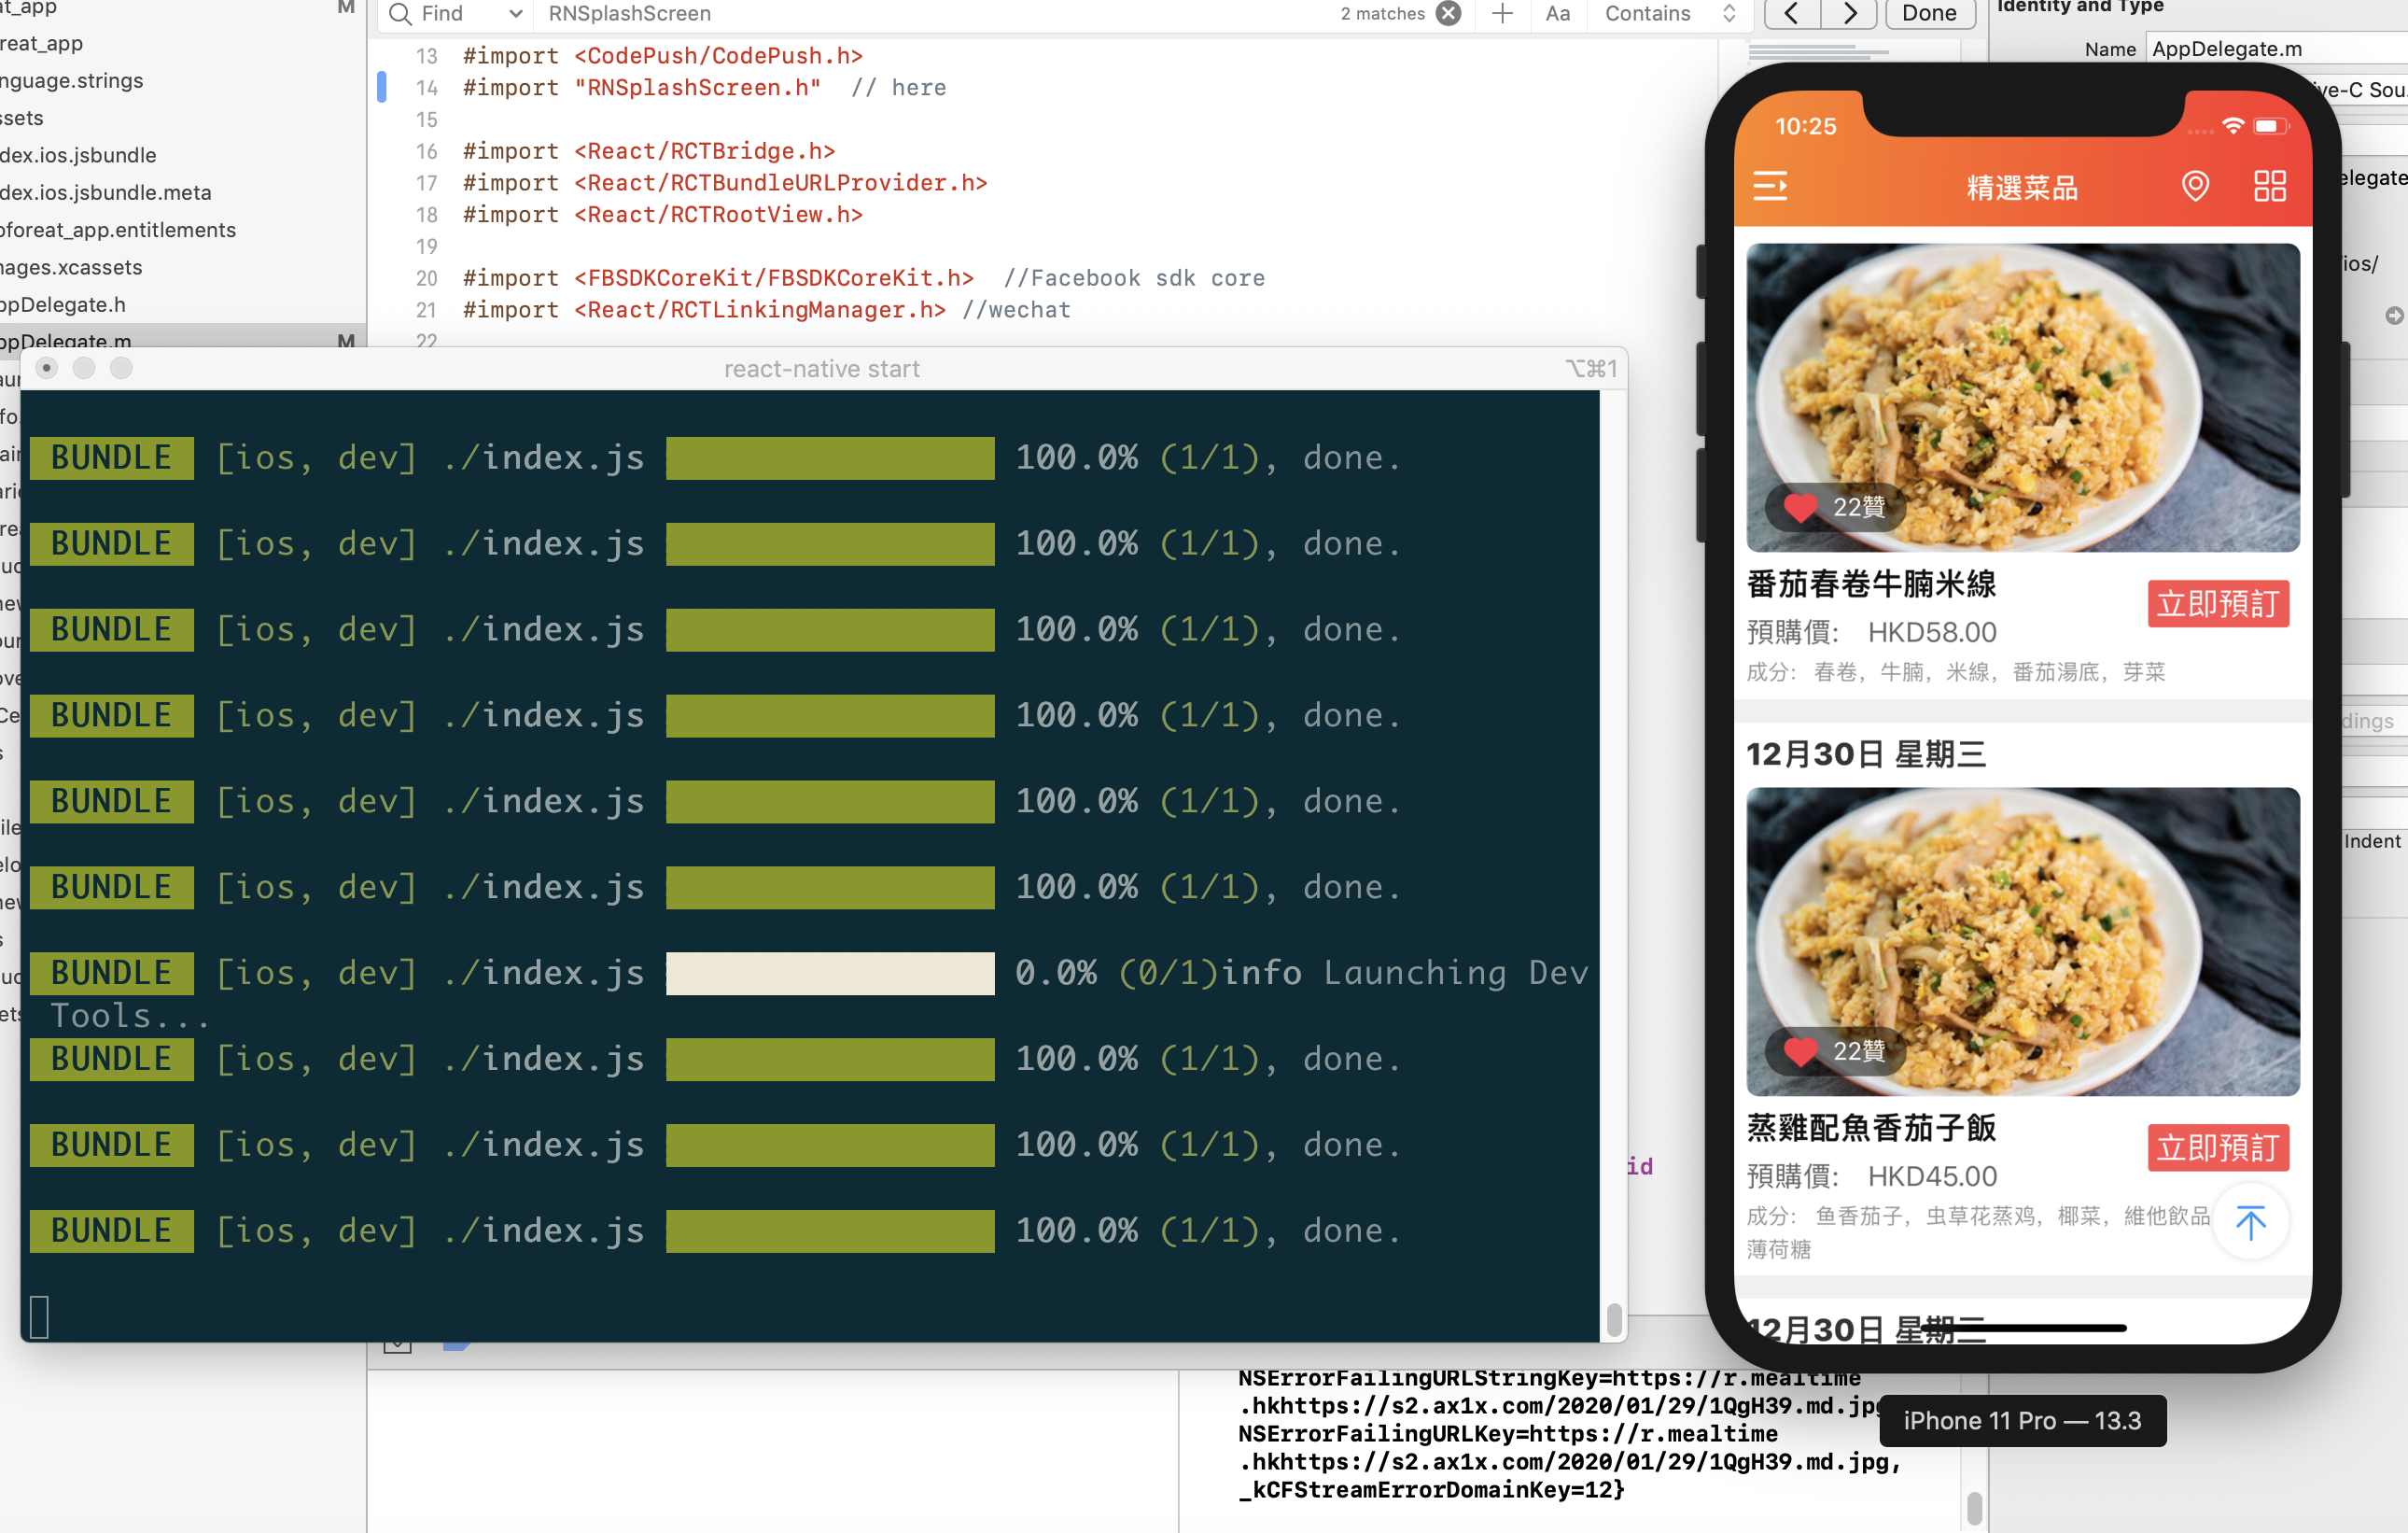 at_app
M
Find
RNSplashScreen
2 matches
Aa
Contains
Done
Identity and Type
reat_app
nguage.strings
ssets
dex.ios.jsbundle
dex.ios.jsbundle.meta
oforeat_app.entitlements
nages.xcassets
ppDelegate.h
ppDelegate.m
M
Name
AppDelegate.m
ive-C Sou
elegate
ios/
dings
Indent
13 #import <CodePush/CodePush.h>
14 #import "RNSplashScreen.h" // here
15
16 #import <React/RCTBridge.h>
17 #import <React/RCTBundleURLProvider.h>
18 #import <React/RCTRootView.h>
19
20 #import <FBSDKCoreKit/FBSDKCoreKit.h> //Facebook sdk core
21 #import <React/RCTLinkingManager.h> //wechat
22
react-native start
⌥⌘1
BUNDLE [ios, dev] ./index.js 100.0% (1/1), done.
BUNDLE [ios, dev] ./index.js 100.0% (1/1), done.
BUNDLE [ios, dev] ./index.js 100.0% (1/1), done.
BUNDLE [ios, dev] ./index.js 100.0% (1/1), done.
BUNDLE [ios, dev] ./index.js 100.0% (1/1), done.
BUNDLE [ios, dev] ./index.js 100.0% (1/1), done.
BUNDLE [ios, dev] ./index.js 0.0% (0/1)info Launching Dev
Tools...
BUNDLE [ios, dev] ./index.js 100.0% (1/1), done.
BUNDLE [ios, dev] ./index.js 100.0% (1/1), done.
BUNDLE [ios, dev] ./index.js 100.0% (1/1), done.
id
NSErrorFailingURLStringKey=https://r.mealtime
.hkhttps://s2.ax1x.com/2020/01/29/1QgH39.md.jpg
NSErrorFailingURLKey=https://r.mealtime
.hkhttps://s2.ax1x.com/2020/01/29/1QgH39.md.jpg,
_kCFStreamErrorDomainKey=12}
10:25
精選菜品
22贊
番茄春卷牛腩米線
立即預訂
預購價: HKD58.00
成分: 春卷, 牛腩, 米線, 番茄湯底, 芽菜
12月30日 星期三
22贊
蒸雞配魚香茄子飯
立即預訂
預購價: HKD45.00
成分: 鱼香茄子, 虫草花蒸鸡, 椰菜, 維他飲品
薄荷糖
12月30日 星期三
iPhone 11 Pro — 13.3